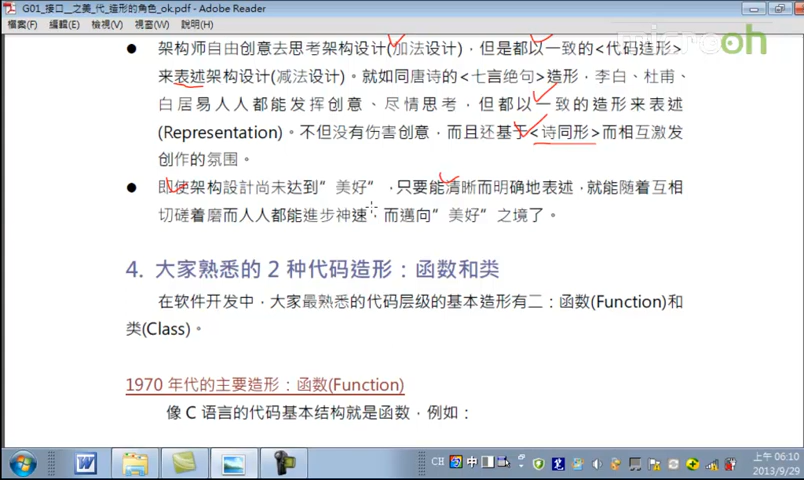 G01_接口__之美_代_造形的角色_ok.pdf - Adobe Reader
檔案(F) 編輯(E) 檢視(V) 視窗(W) 說明(H)
microoh
● 架构师自由创意去思考架构设计(加法设计)，但是都以一致的<代码造形>
来表述架构设计(减法设计)。就如同唐诗的<七言绝句>造形，李白、杜甫、
白居易人人都能发挥创意、尽情思考，但都以一致的造形来表述
(Representation)。不但没有伤害创意，而且还基于<诗同形>而相互激发
创作的氛围。
● 即使架构設計尚未达到“美好”，只要能清晰而明确地表述，就能随着互相
切磋着磨而人人都能進步神速，而邁向“美好”之境了。
4. 大家熟悉的 2 种代码造形：函数和类
在软件开发中，大家最熟悉的代码层级的基本造形有二：函数(Function)和
类(Class)。
1970 年代的主要造形：函数(Function)
像 C 语言的代码基本结构就是函数，例如：
CH 中
上午 06:10
2013/9/29